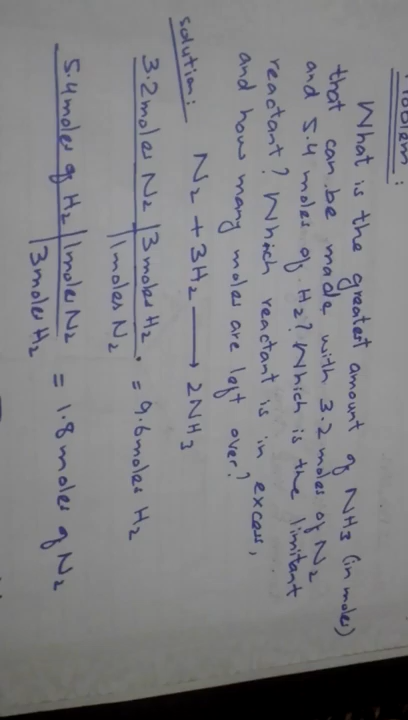 Problem:
What is the greatest amount of NH3 (in moles)
that can be made with 3.2 moles of N2
and 5.4 moles of H2? Which is the limitant
reactant? Which reactant is in excess,
and how many moles are left over?
Solution:
N2 + 3H2 ⟶ 2NH3
3.2 moles N2 | 3 moles H2 = 9.6 moles H2
| 1 moles N2
5.4 moles of H2 | 1 moles N2 = 1.8 moles of N2
| 3 moles H2